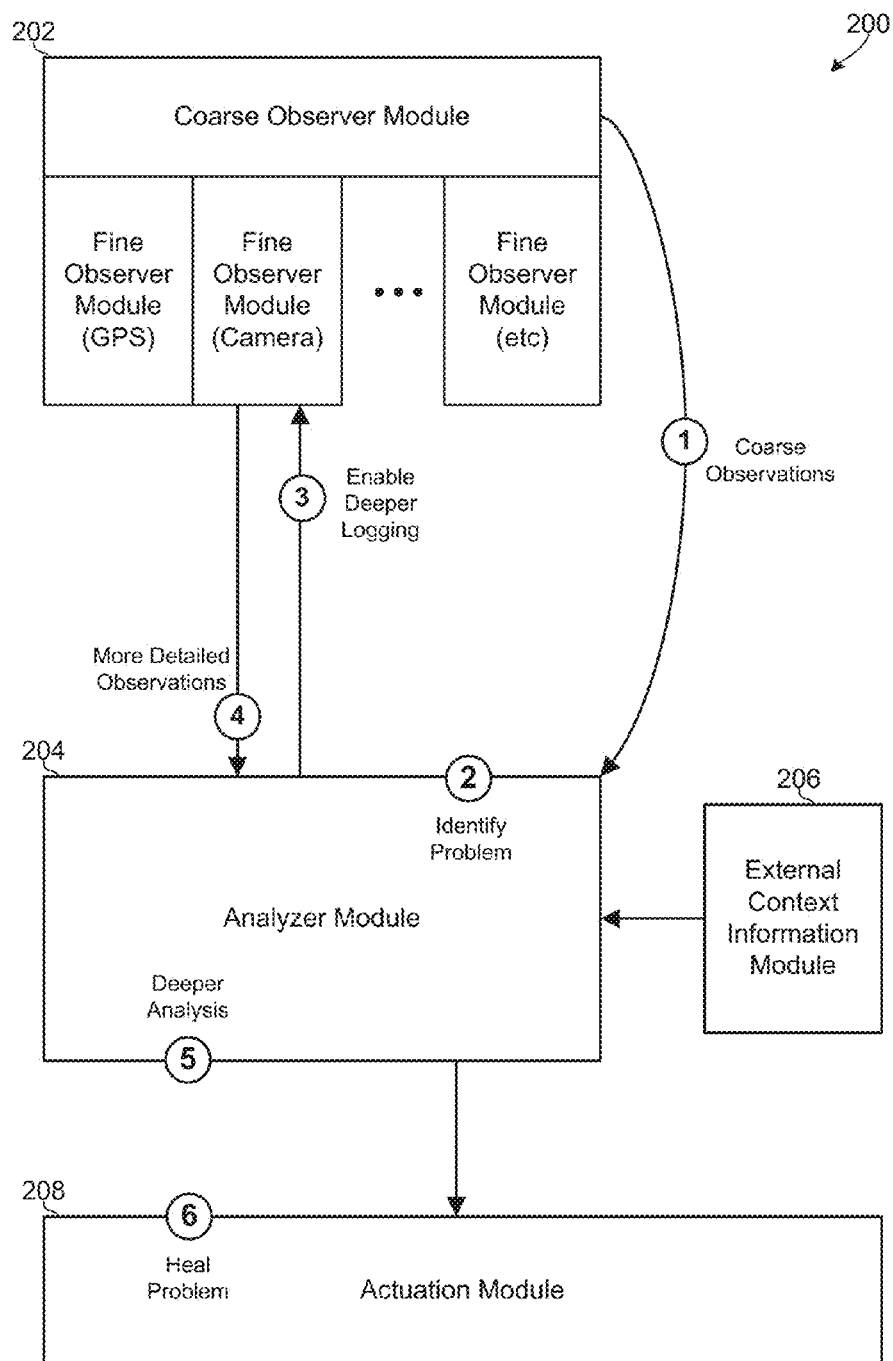 200
202
Coarse Observer Module
Fine
Observer
Module
(GPS)
Fine
Observer
Module
(Camera)
•••
Fine
Observer
Module
(etc)
1
Coarse
Observations
3
Enable
Deeper
Logging
More Detailed
Observations
4
204
2
Identify
Problem
206
External
Context
Information
Module
Analyzer Module
Deeper
Analysis
5
208
6
Heal
Problem
Actuation Module